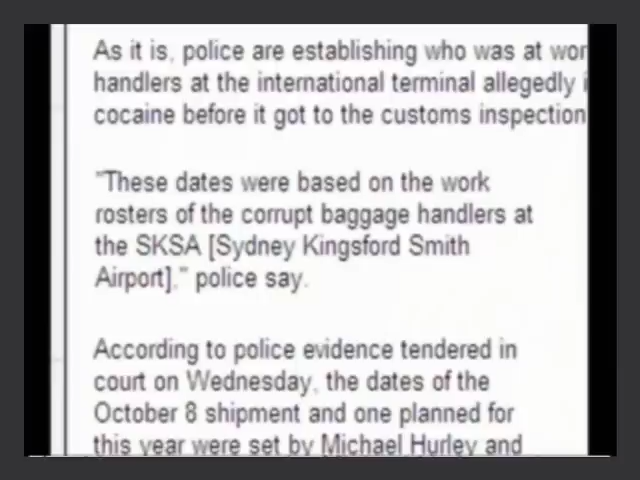 As it is, police are establishing who was at
handlers at the international terminal allegedly
cocaine before it got to the customs inspection
"These dates were based on the work
rosters of the corrupt baggage handlers at
the SKSA [Sydney Kingsford Smith
Airport]," police say.
According to police evidence tendered in
court on Wednesday, the dates of the
October 8 shipment and one planned for
this year were set by Michael Hurley and